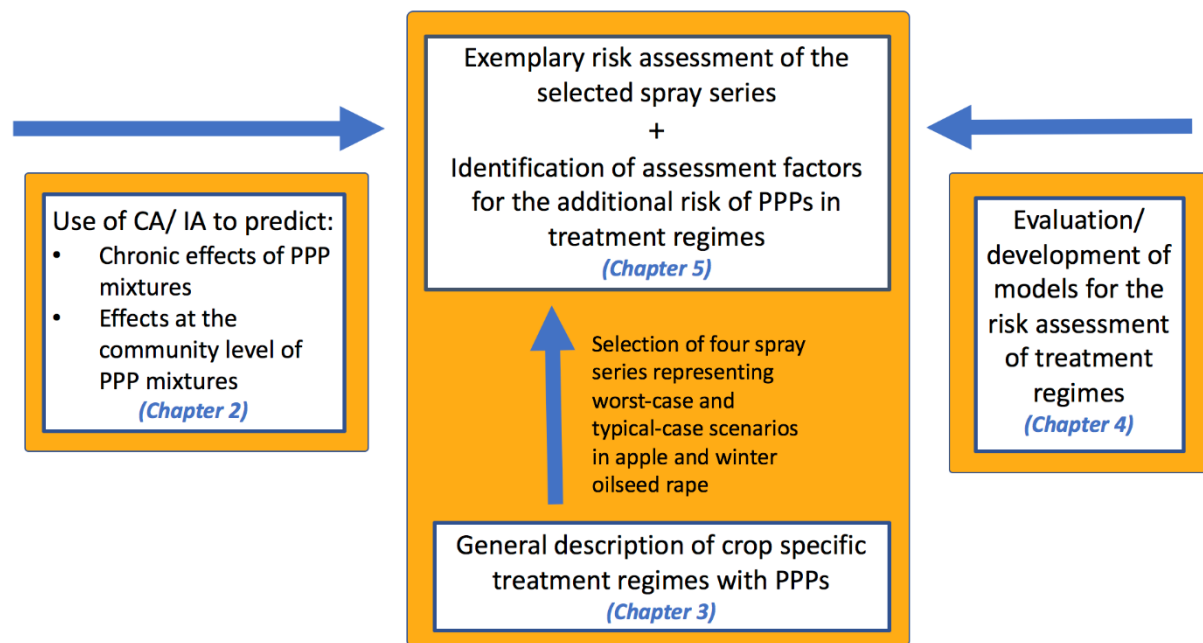 Exemplary risk assessment of the
selected spray series
+
Identification of assessment factors
for the additional risk of PPPs in
treatment regimes
(Chapter 5)
Use of CA/ IA to predict:
• Chronic effects of PPP
mixtures
• Effects at the
community level of
PPP mixtures
(Chapter 2)
Selection of four spray
series representing
worst-case and
typical-case scenarios
in apple and winter
oilseed rape
Evaluation/
development of
models for the
risk assessment
of treatment
regimes
(Chapter 4)
General description of crop specific
treatment regimes with PPPs
(Chapter 3)